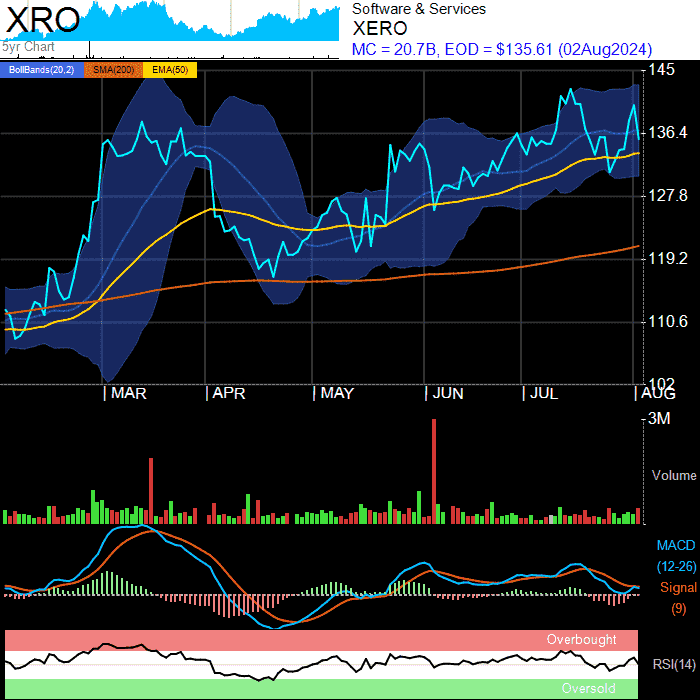 XRO
5yr Chart
Software & Services
XERO
MC = 20.7B, EOD = $135.61 (02Aug2024)
BollBands(20,2) SMA(200) EMA(50)
145
136.4
127.8
119.2
110.6
102
MAR APR MAY JUN JUL AUG
3M
Volume
MACD
(12-26)
Signal
(9)
Overbought
RSI(14)
Oversold